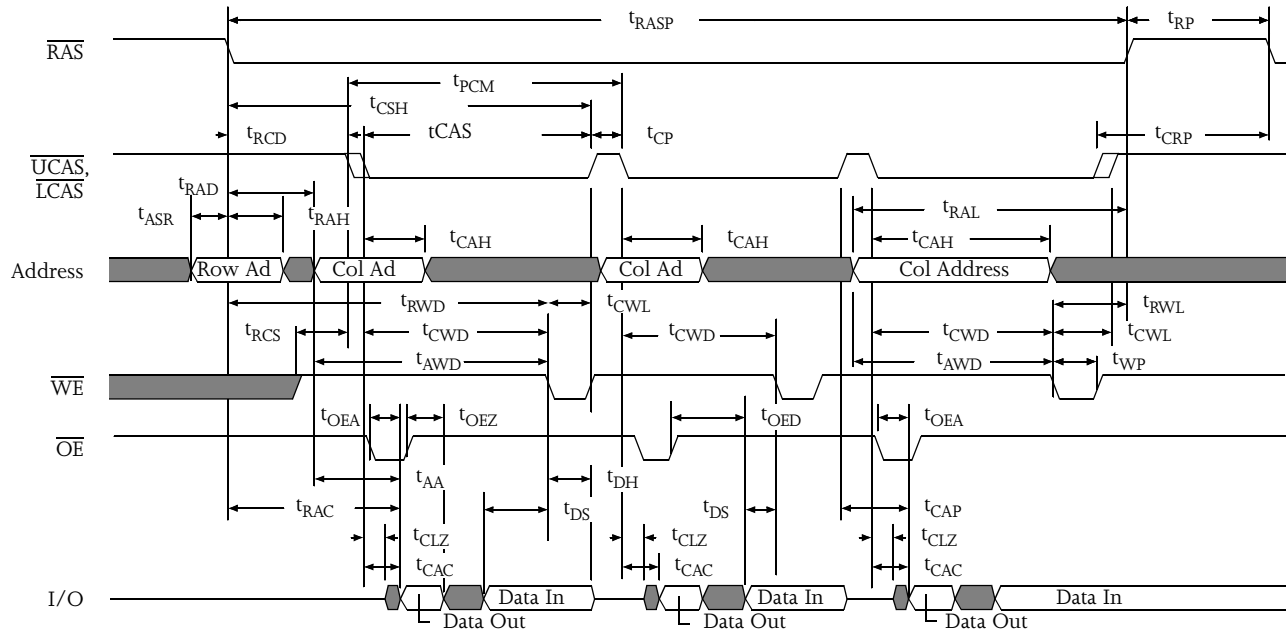 tRASP tRP
RAS
tPCM
tCSH
tRCD tCAS tCP tCRP
UCAS,
LCAS
tRAD
tASR tRAH tRAL
tCAH tCAH tCAH
Address Row Ad Col Ad Col Ad Col Address
tRWD tCWL tRWL
tRCS tCWD tCWD tCWD tCWL
tAWD tAWD tWP
WE
tOEA tOEZ tOED tOEA
OE
tAA tDH
tRAC tDS tDS tCAP
tCLZ tCLZ tCLZ
tCAC tCAC tCAC
I/O Data In Data In Data In
Data Out Data Out Data Out